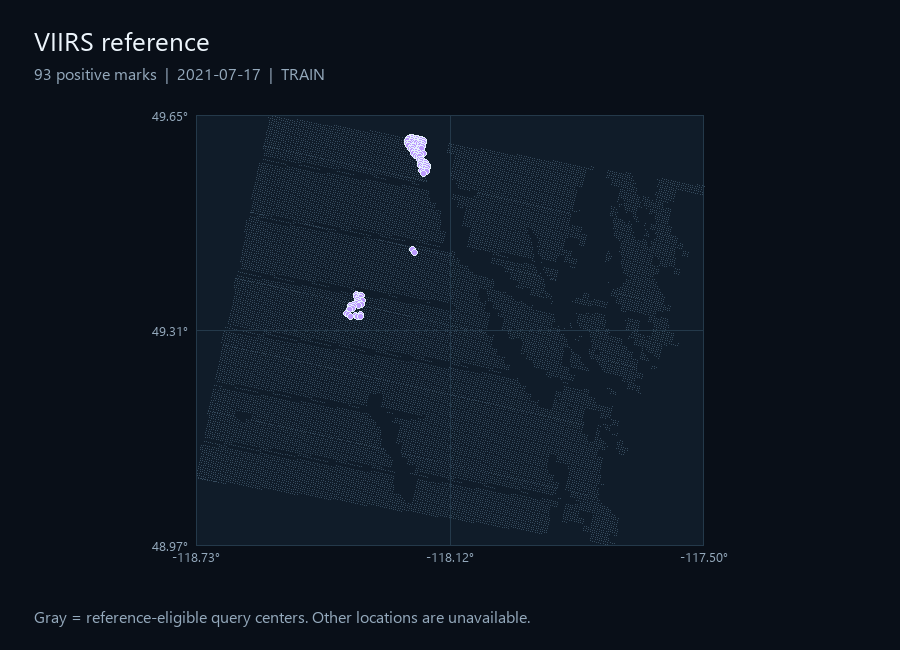 VIIRS reference
93 positive marks | 2021-07-17 | TRAIN
49.65°
49.31°
48.97°
-118.73°
-118.12°
-117.50°
Gray = reference-eligible query centers. Other locations are unavailable.